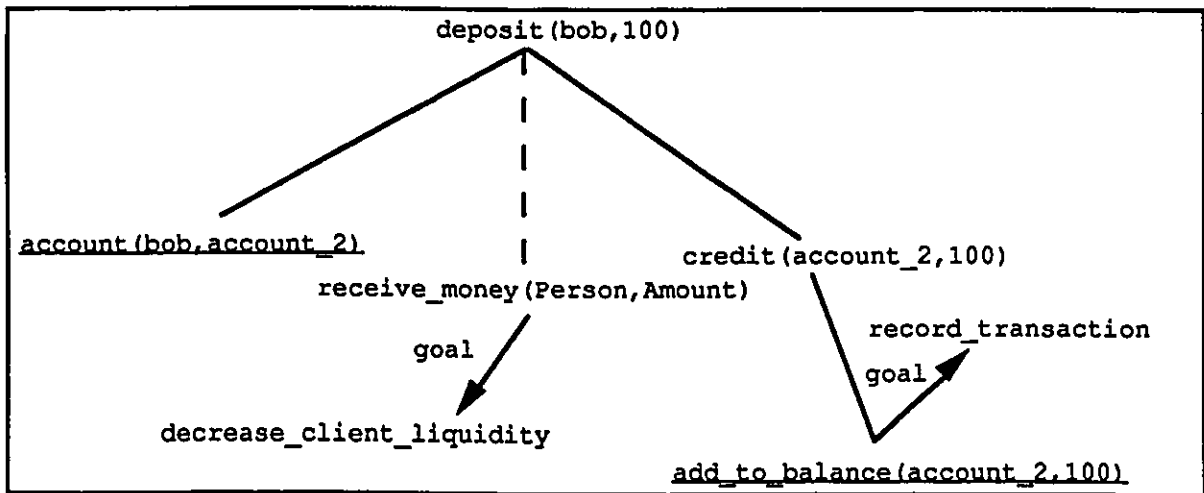 deposit(bob,100)
account(bob,account_2)
credit(account_2,100)
receive_money(Person,Amount)
record_transaction
goal
goal
decrease_client_liquidity
add_to_balance(account_2,100)